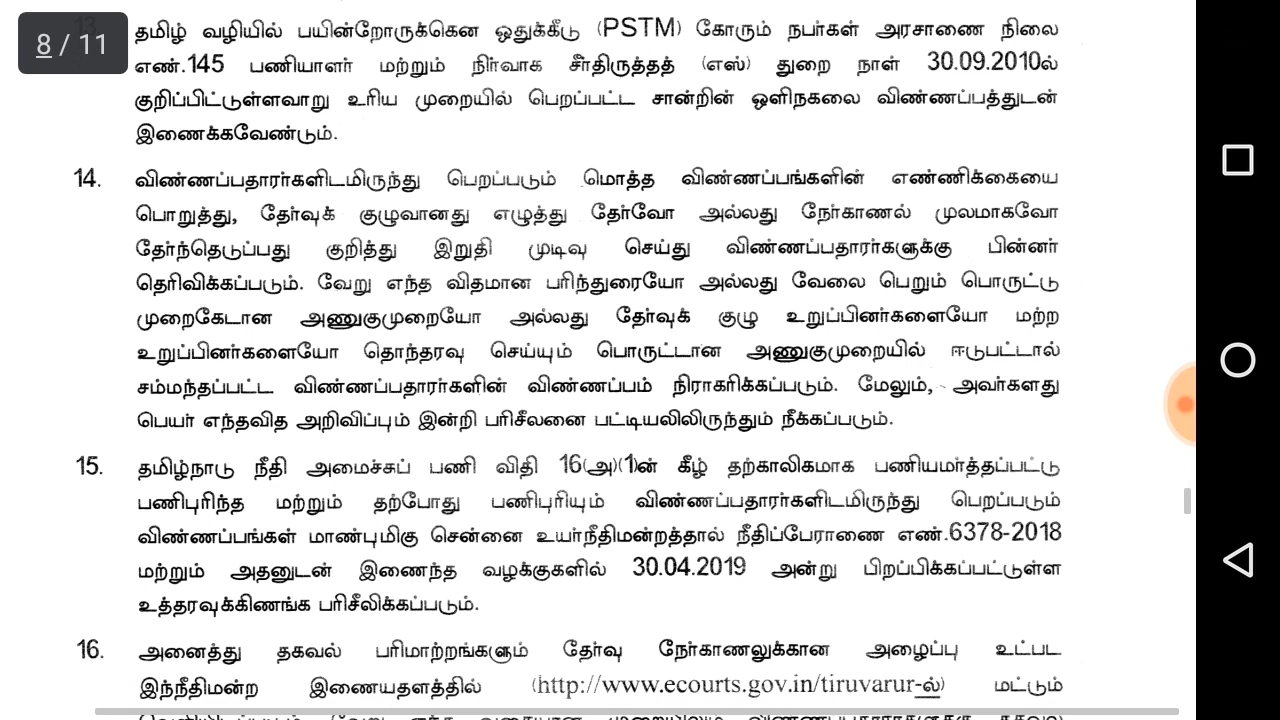 8 / 11
தமிழ் வழியில் பயின்றோருக்கென ஒதுக்கீடு (PSTM) கோரும் நபர்கள் அரசாணை நிலை
எண்.145 பணியாளர் மற்றும் நிர்வாக சீர்திருத்தத் (எஸ்) துறை நாள் 30.09.2010ல்
குறிப்பிட்டுள்ளவாறு உரிய முறையில் பெறப்பட்ட சான்றின் ஒளிநகலை விண்ணப்பத்துடன்
இணைக்கவேண்டும்.
14. விண்ணப்பதாரர்களிடமிருந்து பெறப்படும் மொத்த விண்ணப்பங்களின் எண்ணிக்கையை
பொறுத்து, தேர்வுக் குழுவானது எழுத்து தேர்வோ அல்லது நேர்காணல் முலமாகவோ
தேர்ந்தெடுப்பது குறித்து இறுதி முடிவு செய்து விண்ணப்பதாரர்களுக்கு பின்னர்
தெரிவிக்கப்படும். வேறு எந்த விதமான பரிந்துரையோ அல்லது வேலை பெறும் பொருட்டு
முறைகேடான அணுகுமுறையோ அல்லது தேர்வுக் குழு உறுப்பினர்களையோ மற்ற
உறுப்பினர்களையோ தொந்தரவு செய்யும் பொருட்டான அணுகுமுறையில் ஈடுபட்டால்
சம்மந்தப்பட்ட விண்ணப்பதாரர்களின் விண்ணப்பம் நிராகரிக்கப்படும். மேலும், அவர்களது
பெயர் எந்தவித அறிவிப்பும் இன்றி பரிசீலனை பட்டியலிலிருந்தும் நீக்கப்படும்.
15. தமிழ்நாடு நீதி அமைச்சுப் பணி விதி 16(அ)(1)ன் கீழ் தற்காலிகமாக பணியமர்த்தப்பட்டு
பணிபுரிந்த மற்றும் தற்போது பணிபுரியும் விண்ணப்பதாரர்களிடமிருந்து பெறப்படும்
விண்ணப்பங்கள் மாண்புமிகு சென்னை உயர்நீதிமன்றத்தால் நீதிப்பேராணை எண்.6378-2018
மற்றும் அதனுடன் இணைந்த வழக்குகளில் 30.04.2019 அன்று பிறப்பிக்கப்பட்டுள்ள
உத்தரவுக்கிணங்க பரிசீலிக்கப்படும்.
16. அனைத்து தகவல் பரிமாற்றங்களும் தேர்வு நேர்காணலுக்கான அழைப்பு உட்பட
இந்நீதிமன்ற இணையதளத்தில் (http://www.ecourts.gov.in/tiruvarur-ல்) மட்டும்